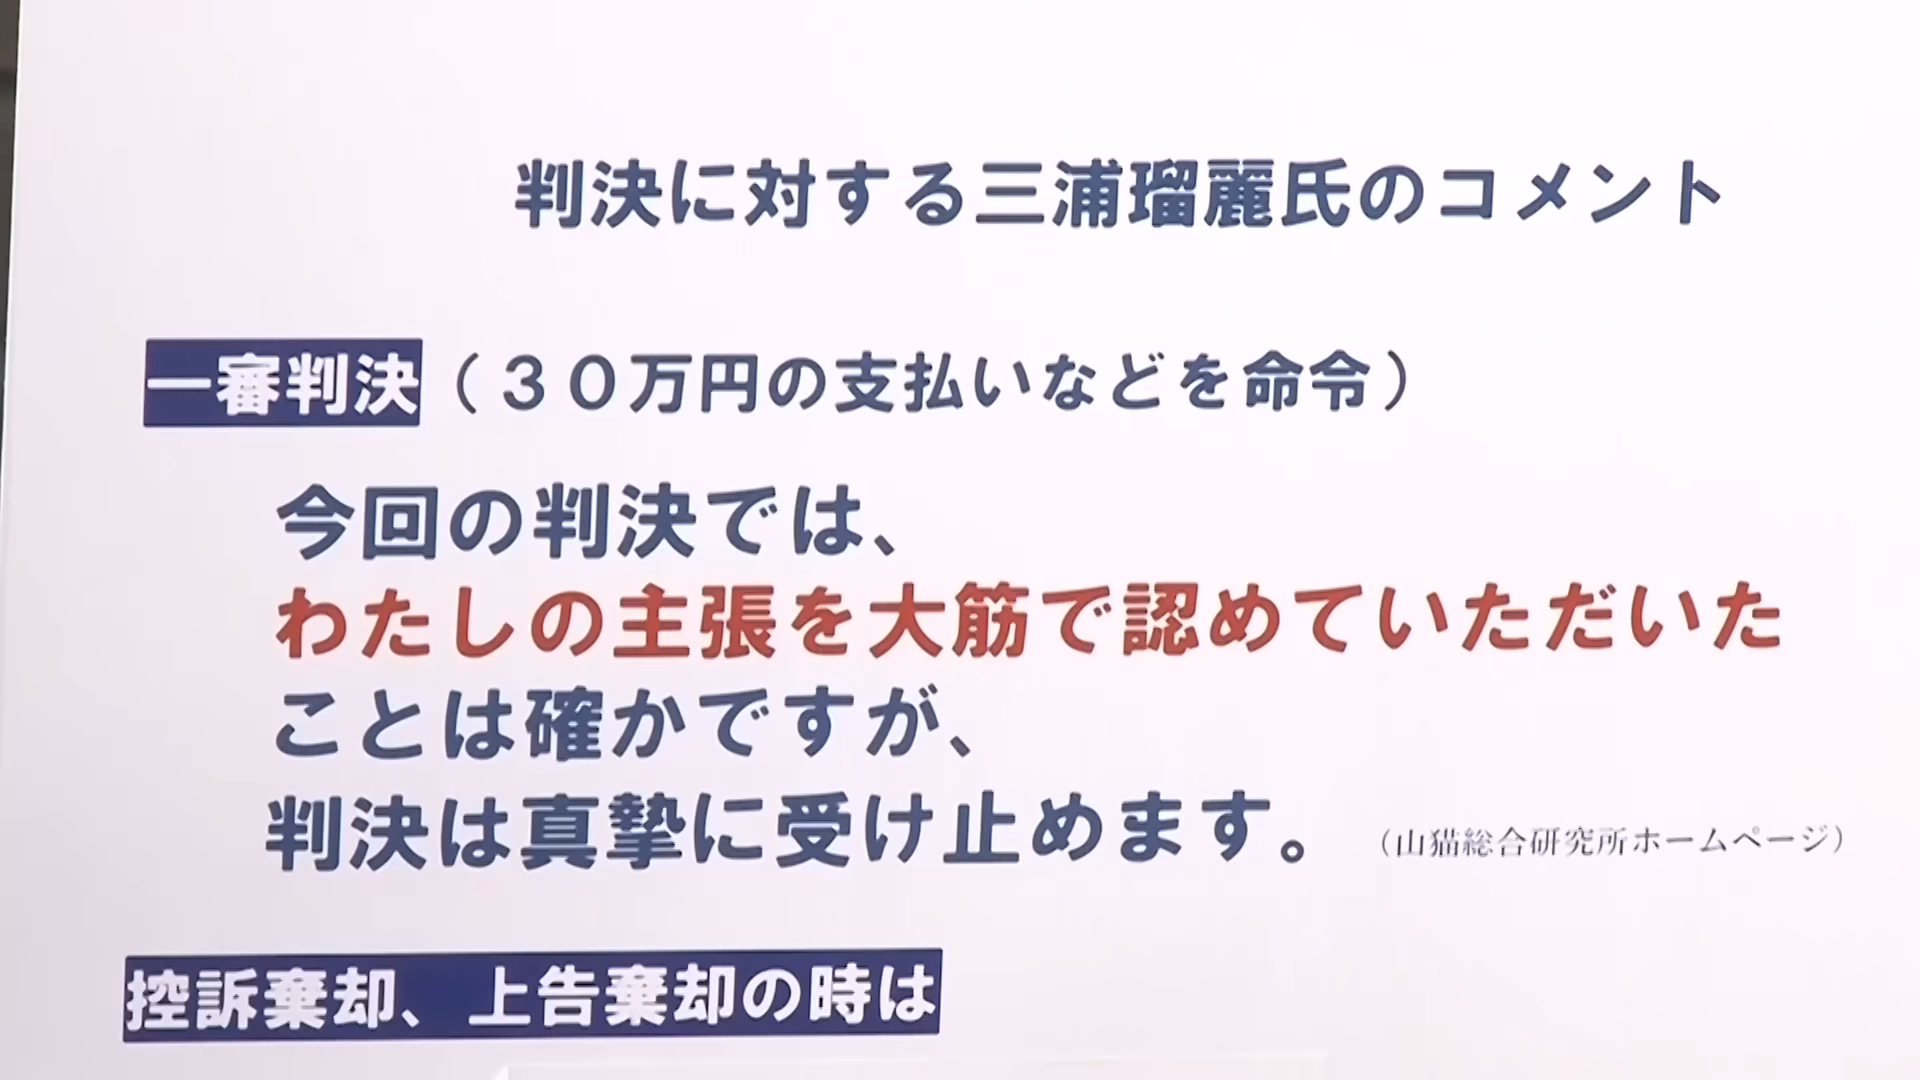 判決に対する三浦瑠麗氏のコメント
一審判決（３０万円の支払いなどを命令）
今回の判決では、
わたしの主張を大筋で認めていただいた
ことは確かですが、
判決は真摯に受け止めます。（山猫総合研究所ホームページ）
控訴棄却、上告棄却の時は